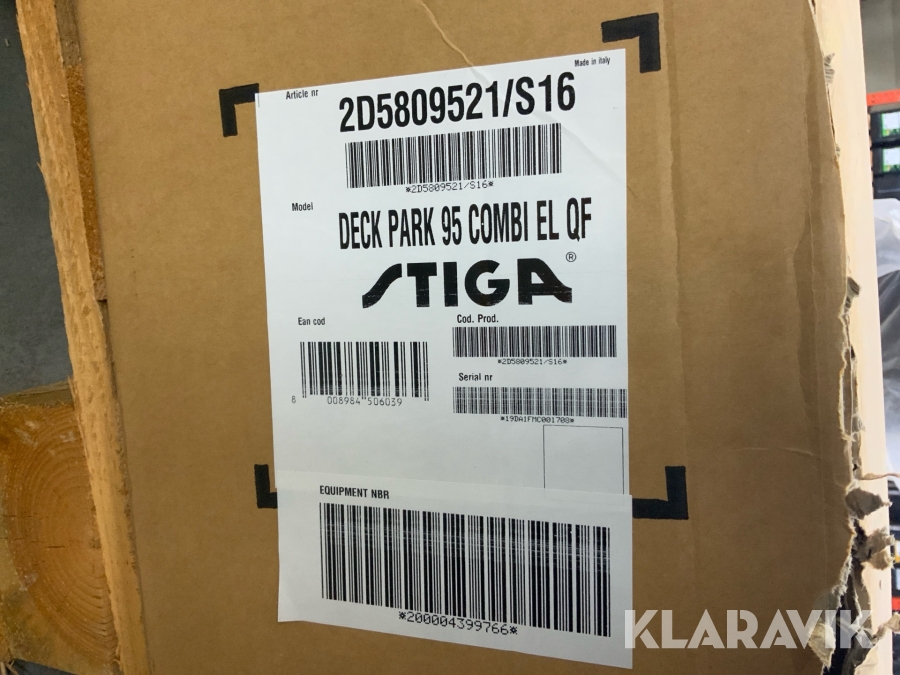 Made in italy
Article nr
2D5809521/S16
*2D5809521/S16*
Model
DECK PARK 95 COMBI EL QF
STIGA®
Ean cod
Cod. Prod.
*2D5809521/S16*
Serial nr
8 008984 506039
*19DA1FMC001708*
EQUIPMENT NBR
*200004399766*
KLARAVIK